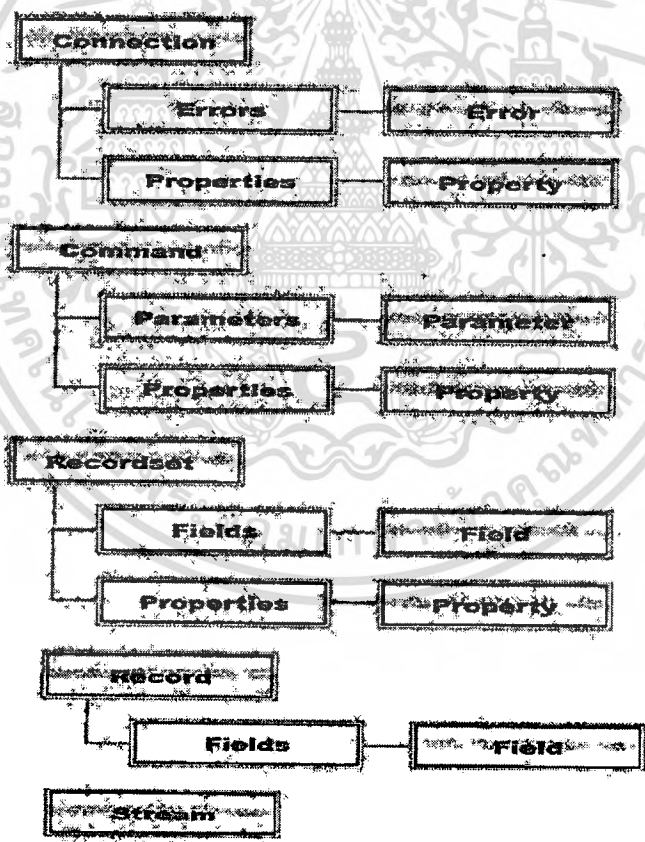 Connection
Errors Error
Properties Property
Command
Parameters Parameter
Properties Property
Recordset
Fields Field
Properties Property
Record
Fields Field
Stream